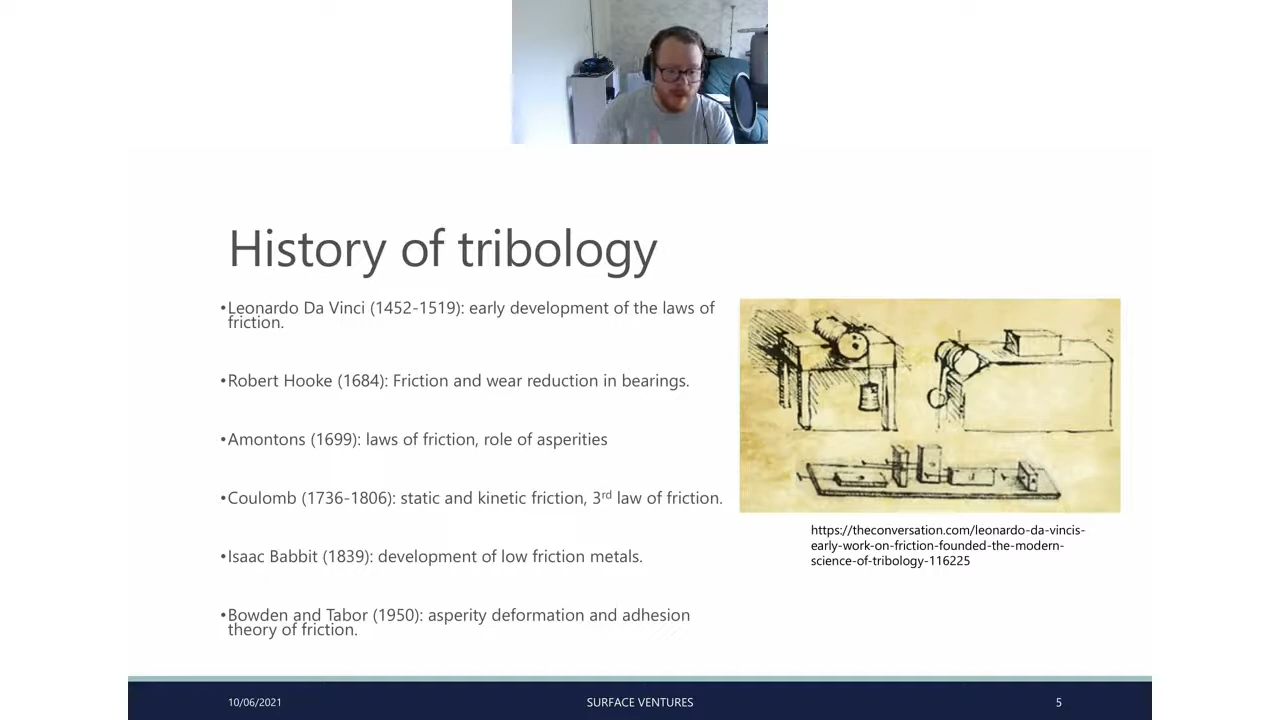 History of tribology
•Leonardo Da Vinci (1452-1519): early development of the laws of
friction.
•Robert Hooke (1684): Friction and wear reduction in bearings.
•Amontons (1699): laws of friction, role of asperities
•Coulomb (1736-1806): static and kinetic friction, 3rd law of friction.
•Isaac Babbit (1839): development of low friction metals.
•Bowden and Tabor (1950): asperity deformation and adhesion
theory of friction.
https://theconversation.com/leonardo-da-vincis-
early-work-on-friction-founded-the-modern-
science-of-tribology-116225
10/06/2021
SURFACE VENTURES
5